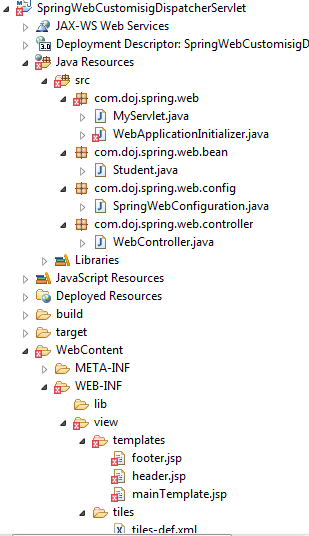 SpringWebCustomisigDispatcherServlet
JAX-WS Web Services
Deployment Descriptor: SpringWebCustomisigD
Java Resources
src
com.doj.spring.web
MyServlet.java
WebApplicationInitializer.java
com.doj.spring.web.bean
Student.java
com.doj.spring.web.config
SpringWebConfiguration.java
com.doj.spring.web.controller
WebController.java
Libraries
JavaScript Resources
Deployed Resources
build
target
WebContent
META-INF
WEB-INF
lib
view
templates
footer.jsp
header.jsp
mainTemplate.jsp
tiles
tiles-def.xml